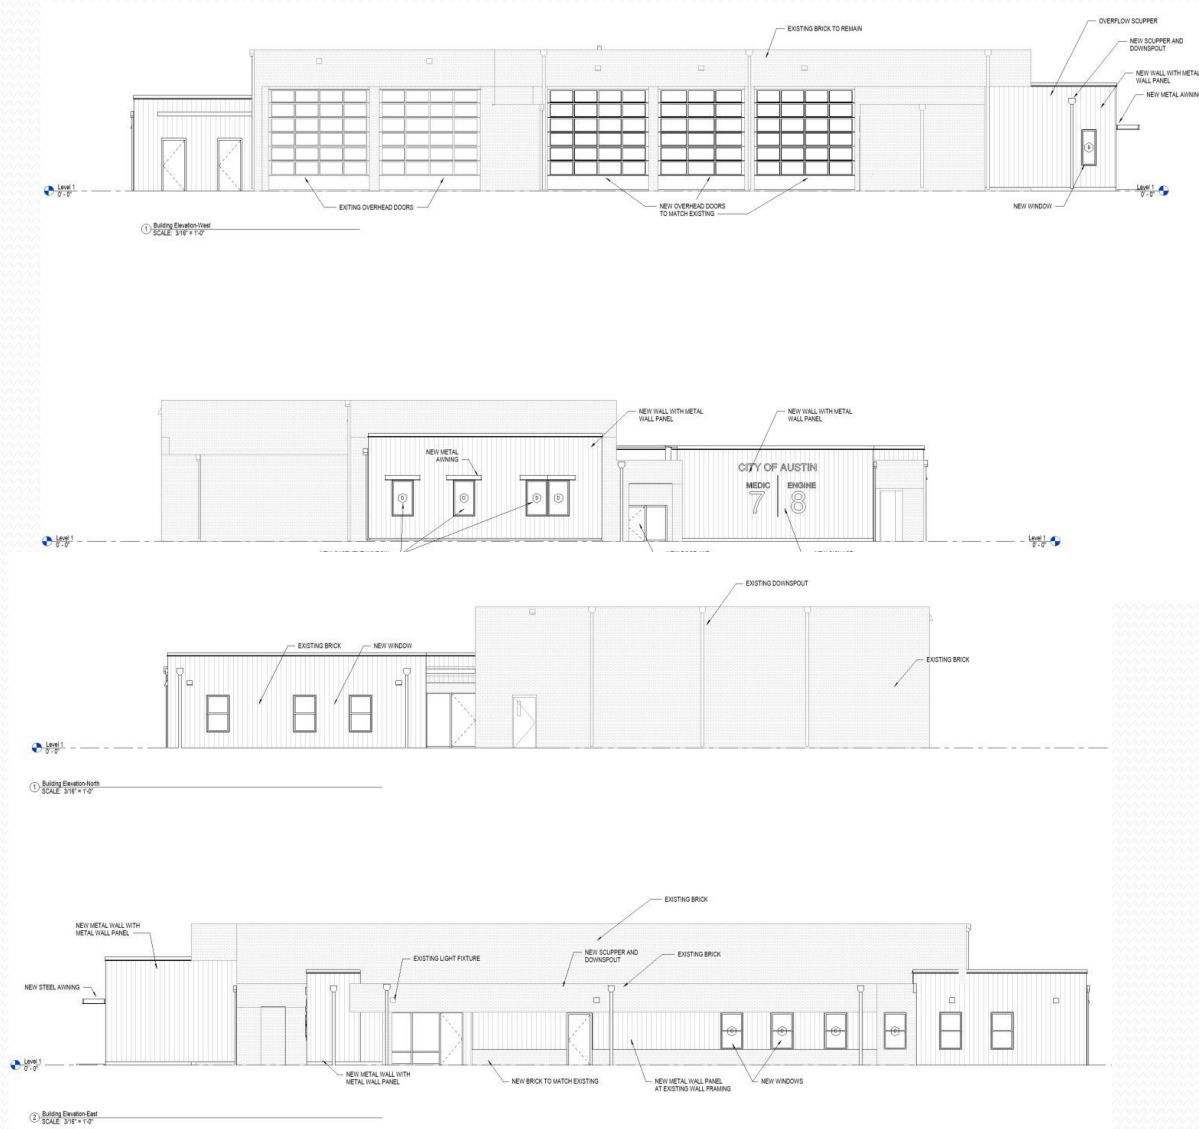 OVERFLOW SCUPPER
EXISTING BRICK TO REMAIN
NEW SCUPPER AND
DOWNSPOUT
NEW WALL WITH METAL
WALL PANEL
NEW METAL AWNING
B
Level 1
0' - 0"
Level 1
0' - 0"
EXITING OVERHEAD DOORS
NEW OVERHEAD DOORS
TO MATCH EXISTING
NEW WINDOW
1
Building Elevation-West
SCALE: 3/16" = 1'-0"
NEW WALL WITH METAL
WALL PANEL
NEW WALL WITH METAL
WALL PANEL
NEW METAL
AWNING
CITY OF AUSTIN
MEDIC ENGINE
7 8
D D D D
Level 1
0' - 0"
Level 1
0' - 0"
EXISTING DOWNSPOUT
EXISTING BRICK
NEW WINDOW
EXISTING BRICK
Level 1
0' - 0"
1
Building Elevation-North
SCALE: 3/16" = 1'-0"
EXISTING BRICK
NEW METAL WALL WITH
METAL WALL PANEL
EXISTING LIGHT FIXTURE
NEW SCUPPER AND
DOWNSPOUT
EXISTING BRICK
NEW STEEL AWNING
C C C C
Level 1
0' - 0"
NEW METAL WALL WITH
METAL WALL PANEL
NEW BRICK TO MATCH EXISTING
NEW METAL WALL PANEL
AT EXISTING WALL FRAMING
NEW WINDOWS
2
Building Elevation-East
SCALE: 3/16" = 1'-0"